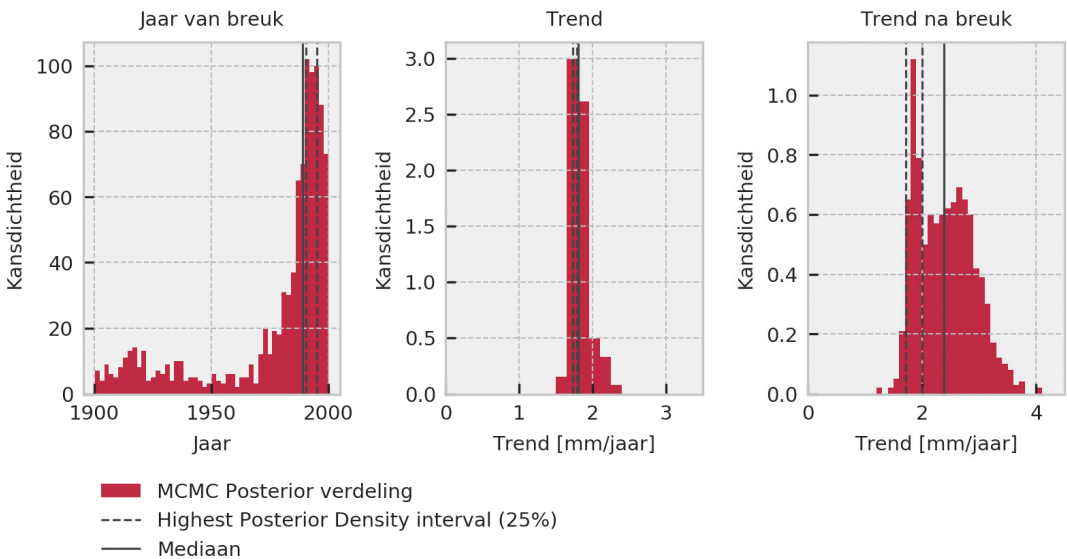 Jaar van breuk
Trend
Trend na breuk
Kansdichtheid
100
80
60
40
20
0
1900
1950
2000
Jaar
Kansdichtheid
3.0
2.5
2.0
1.5
1.0
0.5
0.0
0
1
2
3
Trend [mm/jaar]
Kansdichtheid
1.0
0.8
0.6
0.4
0.2
0.0
0
2
4
Trend [mm/jaar]
MCMC Posterior verdeling
Highest Posterior Density interval (25%)
Mediaan